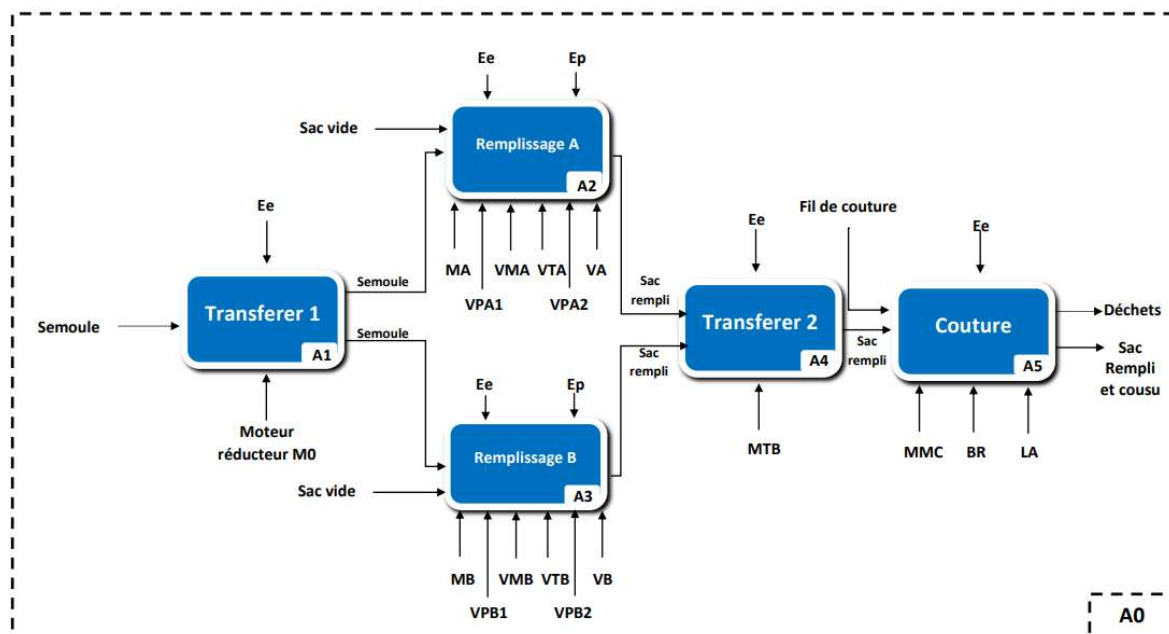 Ee
Ep
Sac vide
Remplissage A
A2
Ee
MA
VMA
VTA
VA
VPA1
VPA2
Semoule
Transferer 1
A1
Semoule
Semoule
Moteur
réducteur M0
Ee
Ep
Remplissage B
A3
Sac vide
MB
VMB
VTB
VB
VPB1
VPB2
Sac
rempli
Sac
rempli
Ee
Transferer 2
A4
MTB
Fil de couture
Sac
rempli
Ee
Couture
A5
MMC
BR
LA
Déchets
Sac
Rempli
et cousu
A0